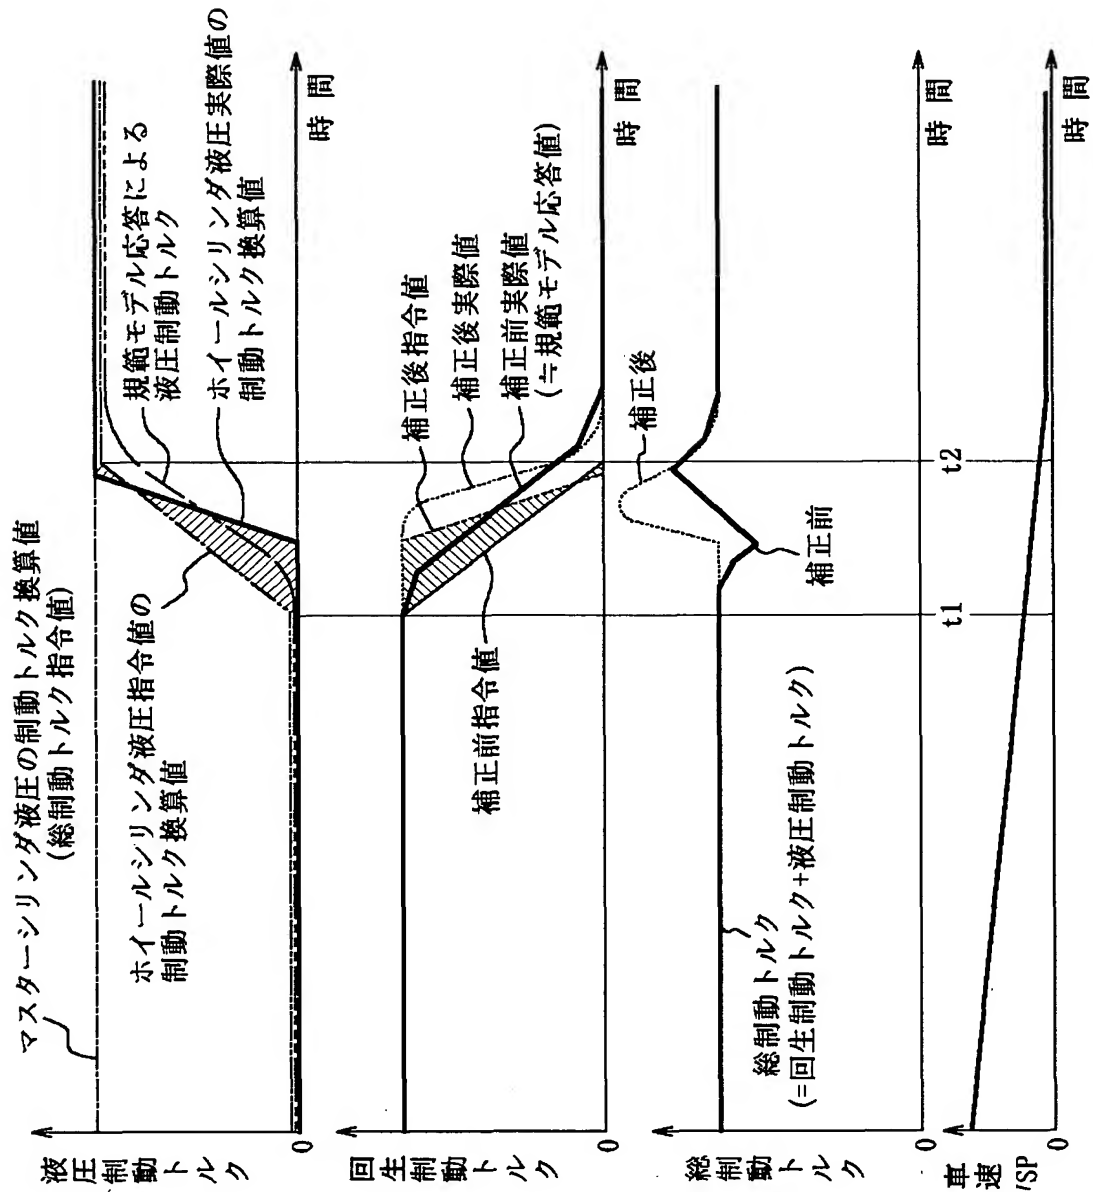 マスターシリンダ液圧の制動トルク換算値
(総制動トルク指令値)
ホイールシリンダ液圧指令値の
制動トルク換算値
規範モデル応答による
液圧制動トルク
ホイールシリンダ液圧実際値の
制動トルク換算値
液圧制動トルク
0
時間
補正後指令値
補正後実際値
補正前実際値
(≒規範モデル応答値)
補正前指令値
回生制動トルク
0
時間
補正後
補正前
総制動トルク
(=回生制動トルク+液圧制動トルク)
総制動トルク
0
時間
t1
t2
車速
VSP
0
時間